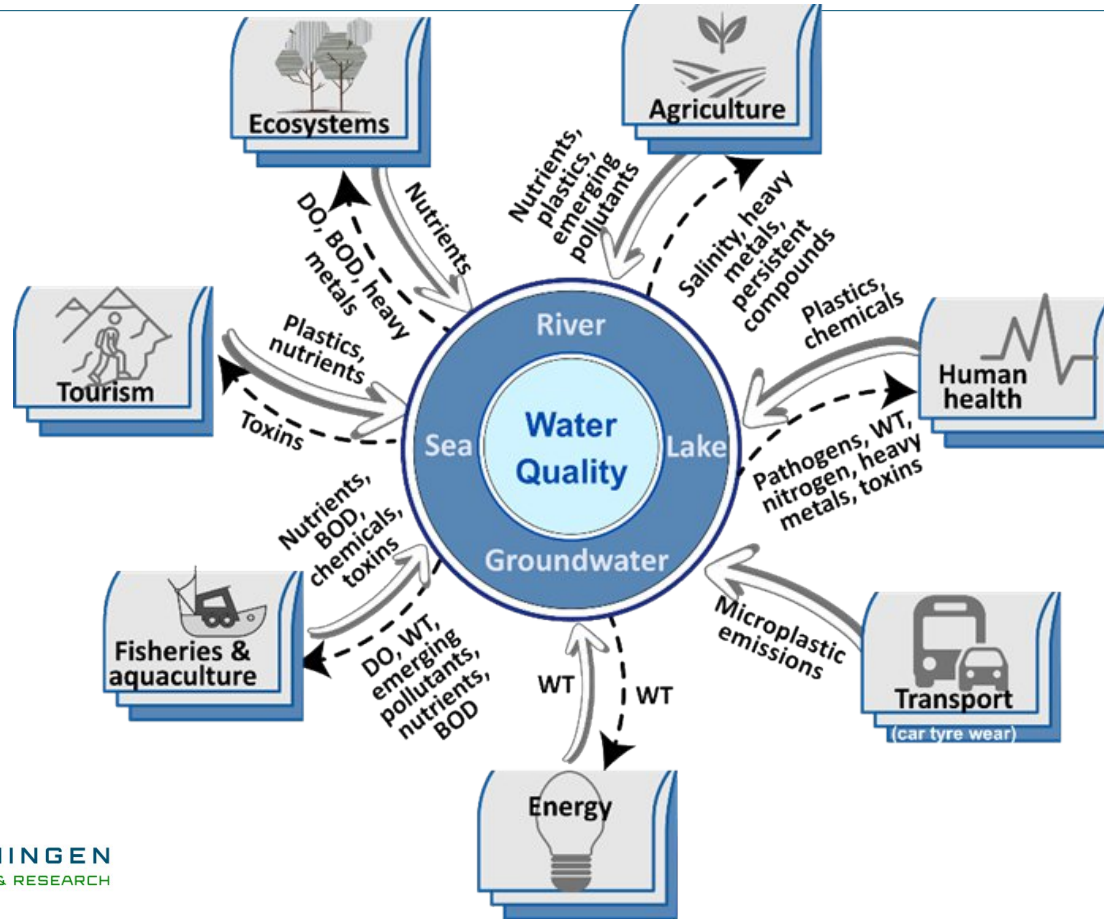 Ecosystems
Agriculture
Nutrients,
plastics,
emerging
pollutants
Salinity, heavy
metals,
persistent
compounds
Nutrients
DO, BOD, heavy
metals
Plastics,
chemicals
River
Tourism
Plastics,
nutrients
Toxins
Sea
Water
Quality
Lake
Human
health
Pathogens, WT,
nitrogen, heavy
metals, toxins
Groundwater
Nutrients,
BOD,
chemicals,
toxins
Fisheries &
aquaculture
DO, WT,
emerging
pollutants,
nutrients,
BOD
Microplastic
emissions
Transport
(car tyre wear)
WT
WT
Energy
INGEN
& RESEARCH